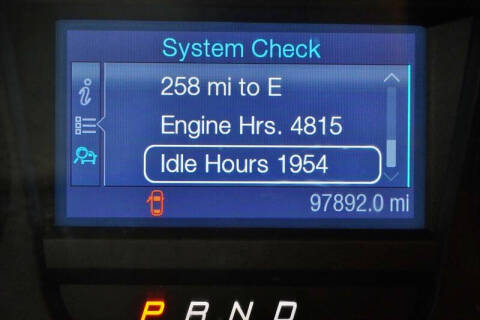 System Check
258 mi to E
Engine Hrs. 4815
Idle Hours 1954
97892.0 mi
P R N D